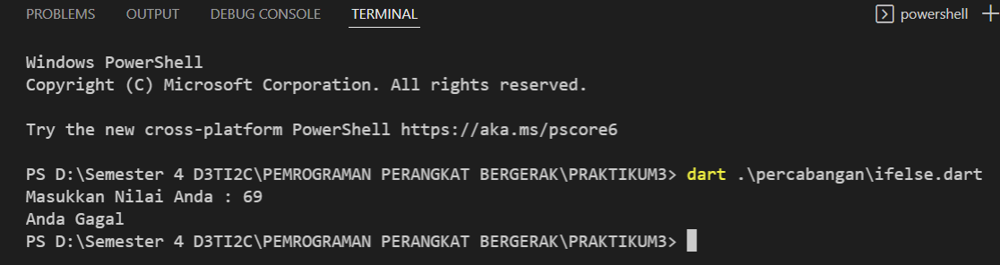 PROBLEMS OUTPUT DEBUG CONSOLE TERMINAL powershell
Windows PowerShell
Copyright (C) Microsoft Corporation. All rights reserved.
Try the new cross-platform PowerShell https://aka.ms/pscore6
PS D:\Semester 4 D3TI2C\PEMROGRAMAN PERANGKAT BERGERAK\PRAKTIKUM3> dart .\percabangan\ifelse.dart
Masukkan Nilai Anda : 69
Anda Gagal
PS D:\Semester 4 D3TI2C\PEMROGRAMAN PERANGKAT BERGERAK\PRAKTIKUM3>